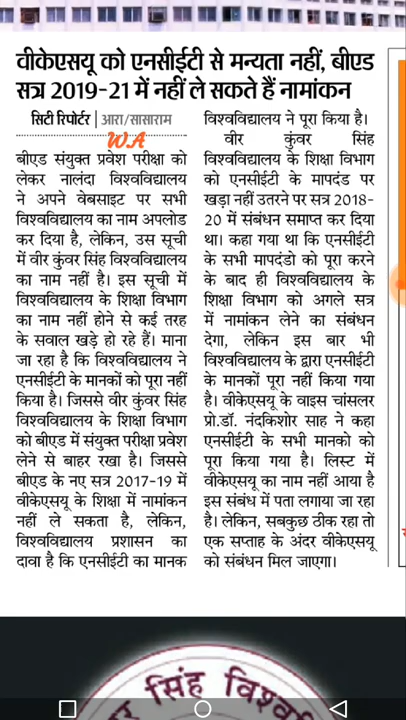 वीकेएसयू को एनसीईटी से मन्यता नहीं, बीएड
सत्र 2019-21 में नहीं ले सकते हैं नामांकन
सिटी रिपोर्टर | आरा/सासाराम
WA
बीएड संयुक्त प्रवेश परीक्षा को
लेकर नालंदा विश्वविद्यालय
ने अपने वेबसाइट पर सभी
विश्वविद्यालय का नाम अपलोड
कर दिया है, लेकिन, उस सूची
में वीर कुंवर सिंह विश्वविद्यालय
का नाम नहीं है। इस सूची में
विश्वविद्यालय के शिक्षा विभाग
का नाम नहीं होने से कई तरह
के सवाल खड़े हो रहे हैं। माना
जा रहा है कि विश्वविद्यालय ने
एनसीईटी के मानकों को पूरा नहीं
किया है। जिससे वीर कुंवर सिंह
विश्वविद्यालय के शिक्षा विभाग
को बीएड में संयुक्त परीक्षा प्रवेश
लेने से बाहर रखा है। जिससे
बीएड के नए सत्र 2017-19 में
वीकेएसयू के शिक्षा में नामांकन
नहीं ले सकता है, लेकिन,
विश्वविद्यालय प्रशासन का
दावा है कि एनसीईटी का मानक
विश्वविद्यालय ने पूरा किया है।
वीर कुंवर सिंह
विश्वविद्यालय के शिक्षा विभाग
को एनसीईटी के मापदंड पर
खड़ा नहीं उतरने पर सत्र 2018-
20 में संबंधन समाप्त कर दिया
था। कहा गया था कि एनसीईटी
के सभी मापदंडो को पूरा करने
के बाद ही विश्वविद्यालय के
शिक्षा विभाग को अगले सत्र
में नामांकन लेने का संबंधन
देगा, लेकिन इस बार भी
विश्वविद्यालय के द्वारा एनसीईटी
के मानकों पूरा नहीं किया गया
है। वीकेएसयू के वाइस चांसलर
प्रो.डॉ. नंदकिशोर साह ने कहा
एनसीईटी के सभी मानको को
पूरा किया गया है। लिस्ट में
वीकेएसयू का नाम नहीं आया है
इस संबंध में पता लगाया जा रहा
है। लेकिन, सबकुछ ठीक रहा तो
एक सप्ताह के अंदर वीकेएसयू
को संबंधन मिल जाएगा।
सिंह